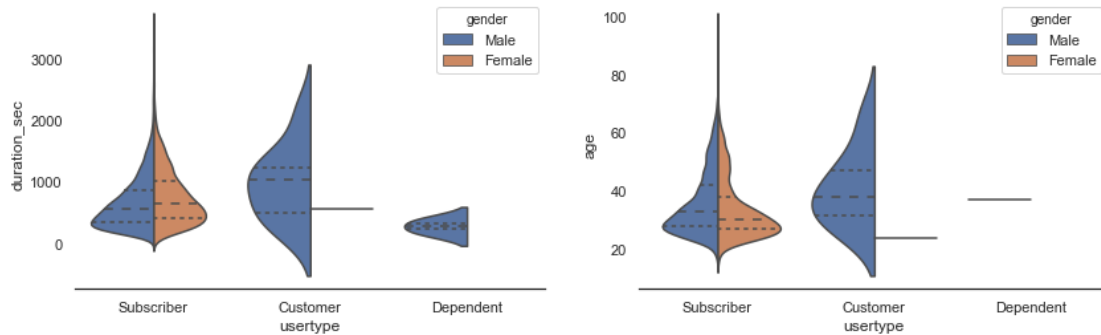 gender
Male
Female
3000
2000
1000
0
duration_sec
Subscriber
Customer
Dependent
usertype
gender
Male
Female
100
80
60
40
20
age
Subscriber
Customer
Dependent
usertype